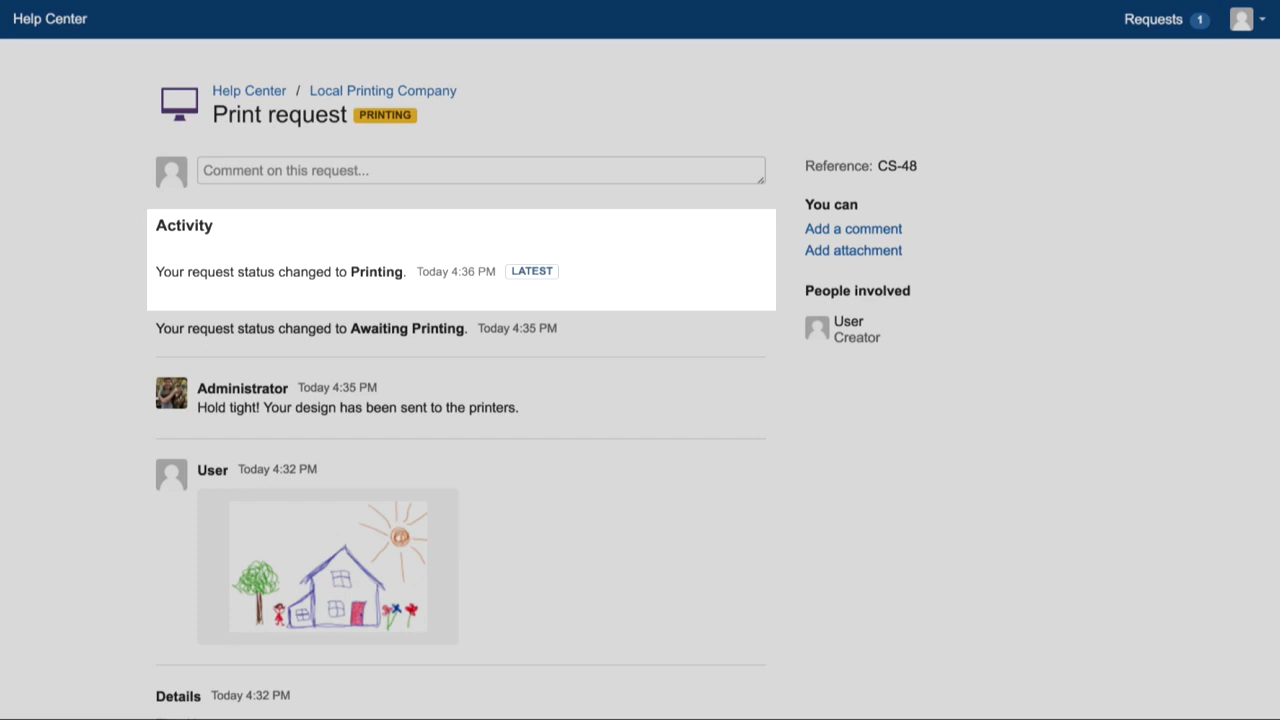 Help Center
Requests 1
Help Center / Local Printing Company
Print request PRINTING
Comment on this request...
Reference: CS-48
You can
Add a comment
Add attachment
People involved
User
Creator
Activity
Your request status changed to Printing. Today 4:36 PM LATEST
Your request status changed to Awaiting Printing. Today 4:35 PM
Administrator Today 4:35 PM
Hold tight! Your design has been sent to the printers.
User Today 4:32 PM
Details Today 4:32 PM